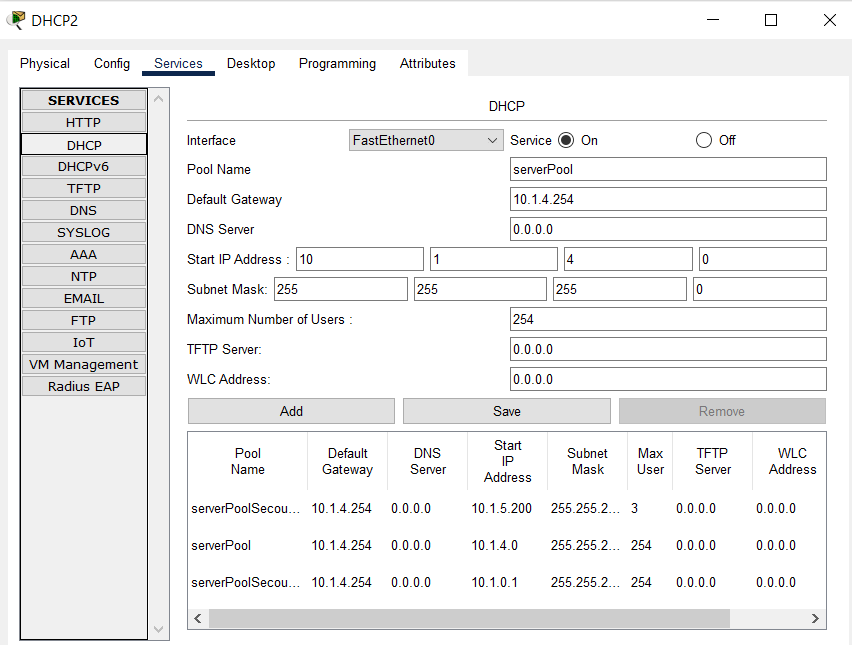 DHCP2
Physical Config Services Desktop Programming Attributes
SERVICES
HTTP
DHCP
DHCPv6
TFTP
DNS
SYSLOG
AAA
NTP
EMAIL
FTP
IoT
VM Management
Radius EAP
DHCP
Interface FastEthernet0 Service On Off
Pool Name serverPool
Default Gateway 10.1.4.254
DNS Server 0.0.0.0
Start IP Address : 10 1 4 0
Subnet Mask: 255 255 255 0
Maximum Number of Users : 254
TFTP Server: 0.0.0.0
WLC Address: 0.0.0.0
Add Save Remove
Pool Name Default Gateway DNS Server Start IP Address Subnet Mask Max User TFTP Server WLC Address
serverPoolSecou... 10.1.4.254 0.0.0.0 10.1.5.200 255.255.2... 3 0.0.0.0 0.0.0.0
serverPool 10.1.4.254 0.0.0.0 10.1.4.0 255.255.2... 254 0.0.0.0 0.0.0.0
serverPoolSecou... 10.1.4.254 0.0.0.0 10.1.0.1 255.255.2... 254 0.0.0.0 0.0.0.0